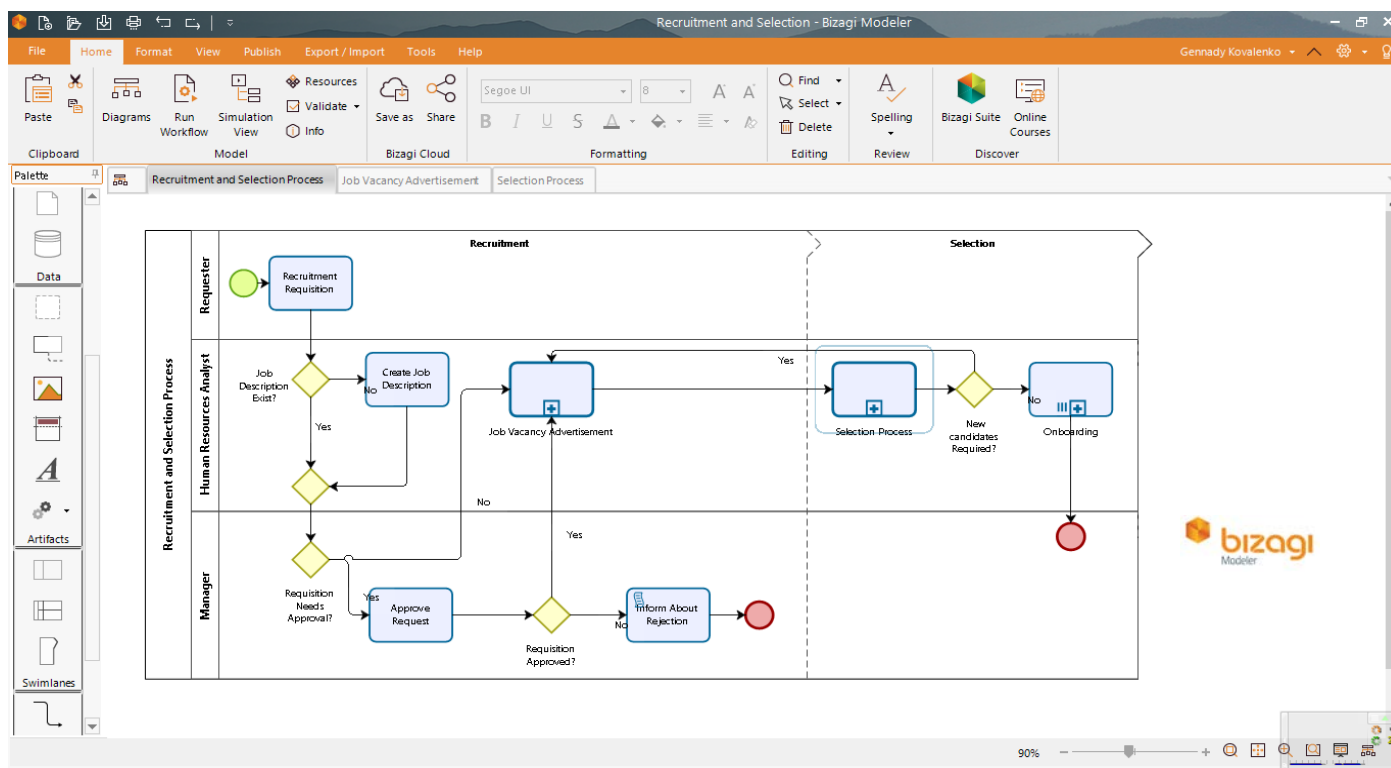 Recruitment and Selection - Bizagi Modeler
File Home Format View Publish Export / Import Tools Help Gennady Kovalenko
Paste
Clipboard
Diagrams
Run
Workflow
Simulation
View
Resources
Validate
Info
Model
Save as
Share
Bizagi Cloud
Segoe UI 8
A A
B I U S A
Formatting
Find
Select
Delete
Editing
Spelling
Review
Bizagi Suite
Online
Courses
Discover
Palette
Recruitment and Selection Process
Job Vacancy Advertisement
Selection Process
Data
A
Artifacts
Swimlanes
Recruitment
Selection
Recruitment and Selection Process
Requester
Recruitment
Requisition
Human Resources Analyst
Job
Description
Exist?
No
Create Job
Description
Yes
Job Vacancy Advertisement
Yes
Selection Process
New
candidates
Required?
No
Onboarding
No
Manager
Yes
Requisition
Needs
Approval?
Yes
Approve
Request
Requisition
Approved?
No
Inform About
Rejection
bizagi
Modeler
90%